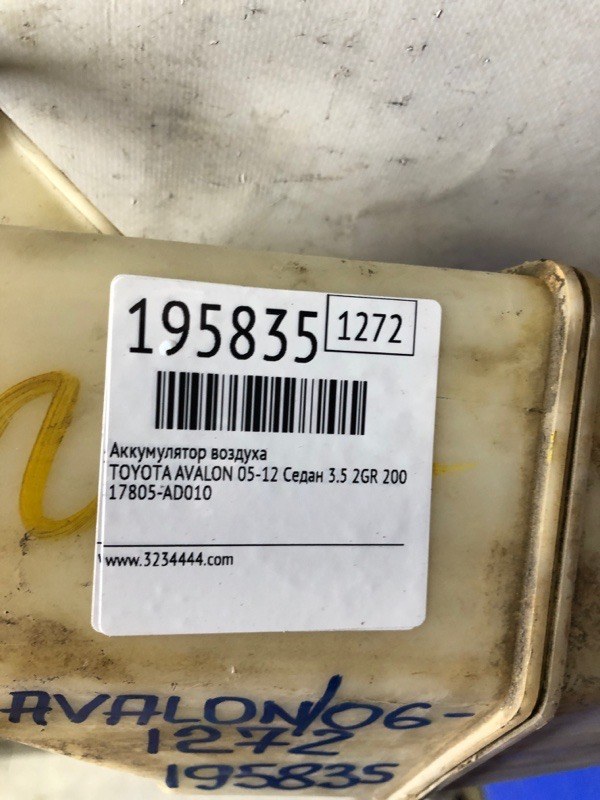 195835 1272
Аккумулятор воздуха
TOYOTA AVALON 05-12 Седан 3.5 2GR 200
17805-AD010
www.3234444.com
AVALON/06-
1272
195835